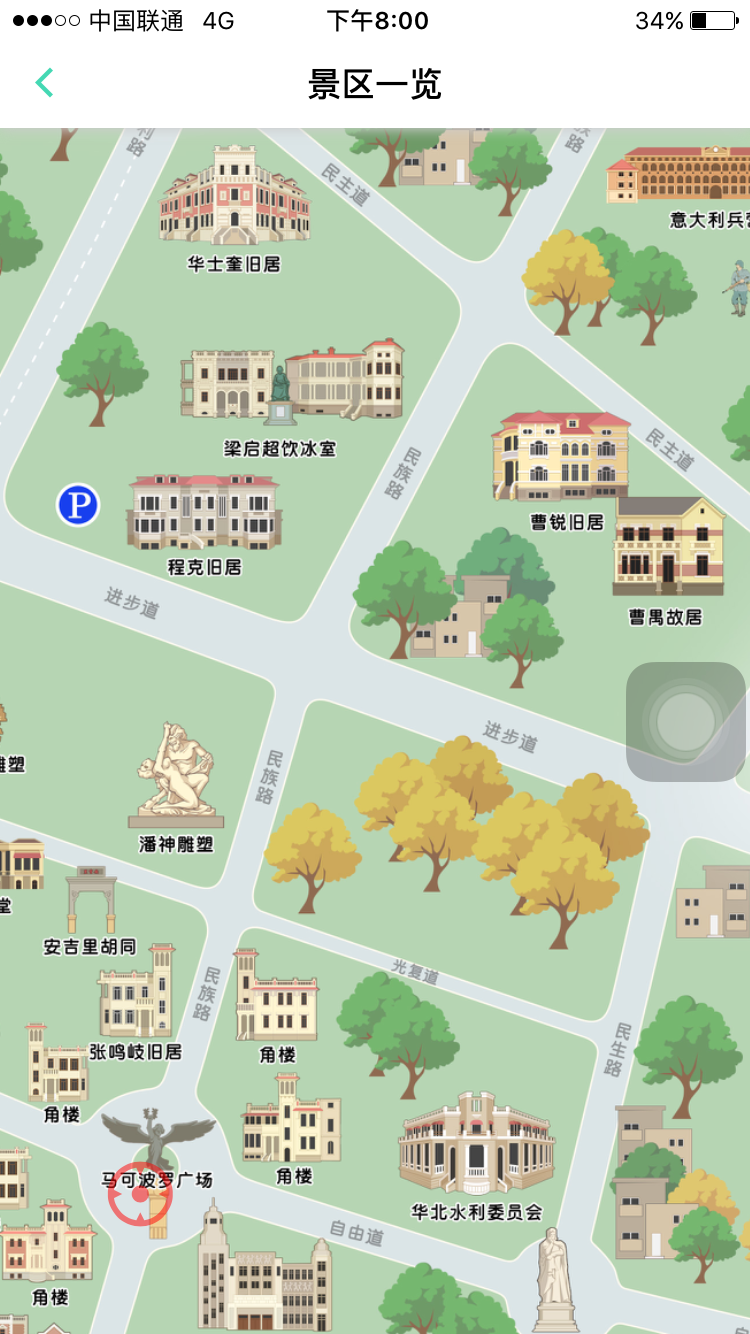 中国联通 4G 下午8:00 34%
景区一览
利路
民主道
族路
意大利兵营
华士奎旧居
梁启超饮冰室
民族路
民主道
P
曹锐旧居
程克旧居
进步道
曹禺故居
进步道
雕塑
民族路
潘神雕塑
堂
安吉里胡同
光复道
民族路
张鸣岐旧居
角楼
民生路
角楼
马可波罗广场
角楼
华北水利委员会
自由道
角楼